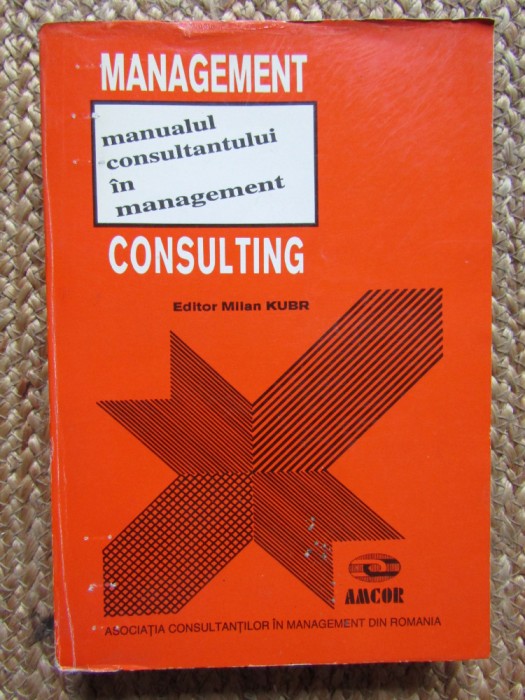 MANAGEMENT
manualul
consultantului
în
management
CONSULTING
Editor Milan KUBR
AMCOR
ASOCIAȚIA CONSULTANȚILOR ÎN MANAGEMENT DIN ROMANIA